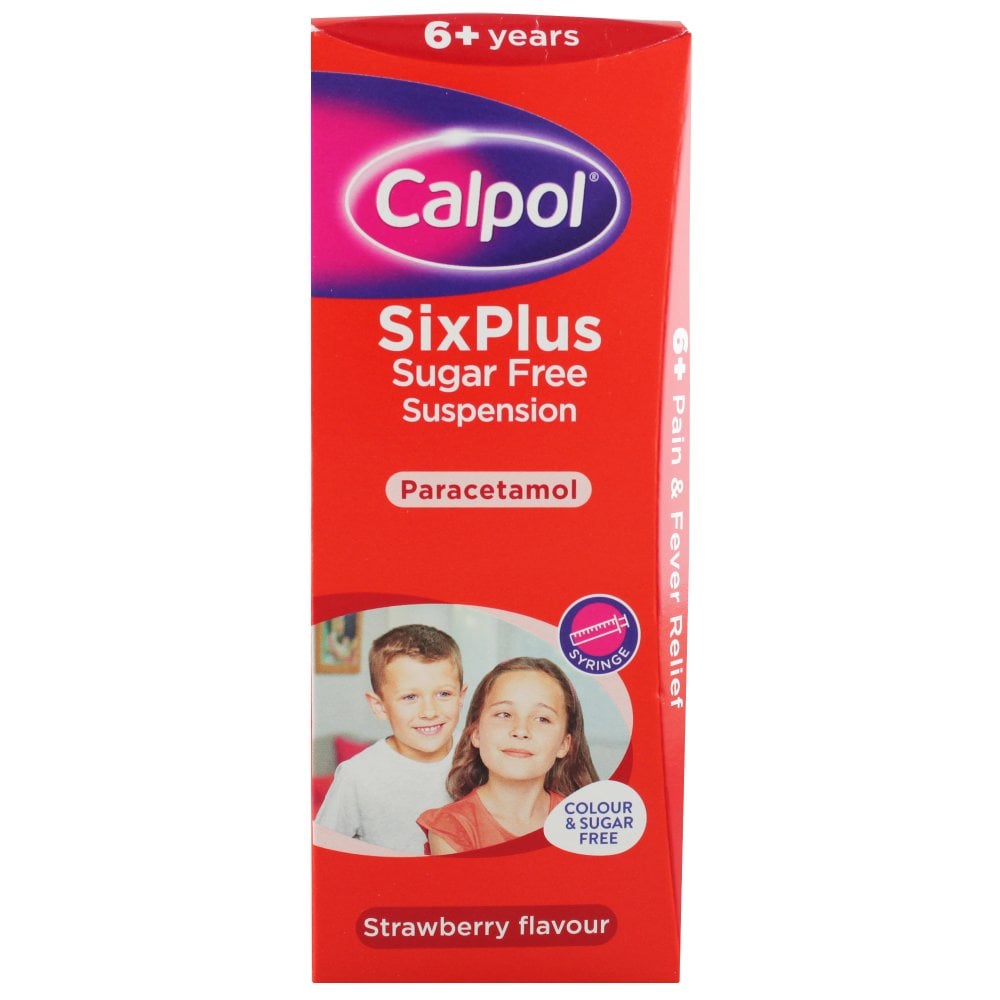 6+ years
Calpol®
SixPlus
Sugar Free
Suspension
Paracetamol
6+ Pain & Fever Relief
SYRINGE
COLOUR
& SUGAR
FREE
Strawberry flavour